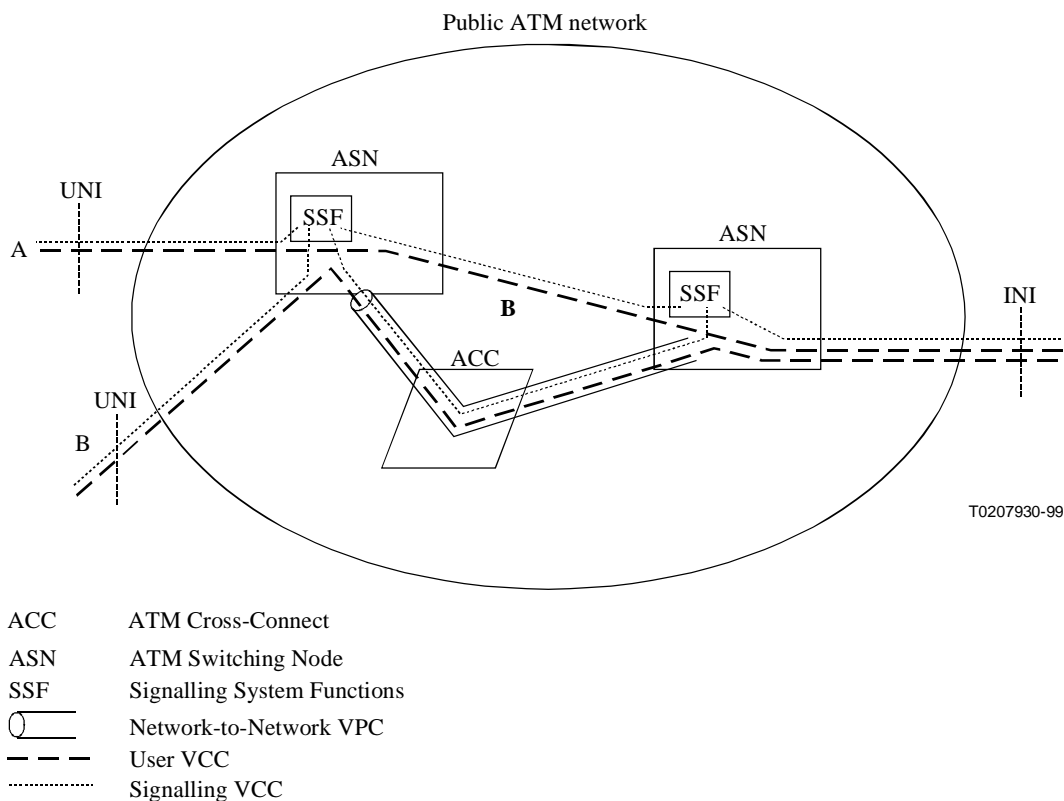 Public ATM network
ASN
UNI
SSF
A
ASN
SSF
B
INI
ACC
UNI
B
T0207930-99
ACC ATM Cross-Connect
ASN ATM Switching Node
SSF Signalling System Functions
Network-to-Network VPC
User VCC
Signalling VCC